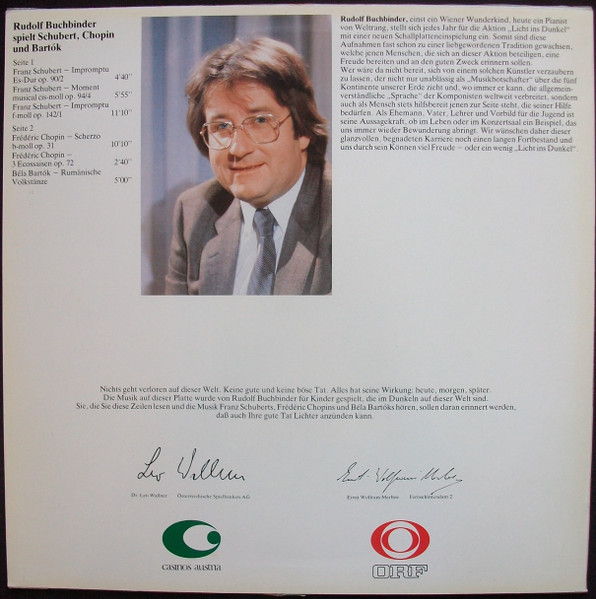 Rudolf Buchbinder
spielt Schubert, Chopin
und Bartók
Seite 1
Franz Schubert – Impromptu
Es-Dur op. 90/2 4'40"
Franz Schubert – Moment
musical cis-moll op. 94/4 5'55"
Franz Schubert – Impromptu
f-moll op. 142/1 11'10"
Seite 2
Frédéric Chopin – Scherzo
b-moll op. 31 10'10"
Frédéric Chopin –
3 Ecossaisen op. 72 2'40"
Béla Bartók – Rumänische
Volkstänze 5'00"
Rudolf Buchbinder, einst ein Wiener Wunderkind, heute ein Pianist
von Weltrang, stellt sich jedes Jahr für die Aktion „Licht ins Dunkel"
mit einer neuen Schallplatteneinspielung ein. Somit sind diese
Aufnahmen fast schon zu einer liebgewordenen Tradition gewachsen,
welche jenen Menschen, die sich an dieser Aktion beteiligen, eine
Freude bereiten und an den guten Zweck erinnern sollen.
Wer wäre da nicht bereit, sich von einem solchen Künstler verzaubern
zu lassen, der nicht nur unablässig als „Musikbotschafter" über die fünf
Kontinente unserer Erde zieht und, wo immer er kann, die allgemein-
verständliche „Sprache" der Komponisten weltweit verbreitet, sondern
auch als Mensch stets hilfsbereit jenen zur Seite steht, die seiner Hilfe
bedürfen. Als Ehemann, Vater, Lehrer und Vorbild für die Jugend ist
seine Aussagekraft, ob im Leben oder im Konzertsaal ein Beispiel, das
uns immer wieder Bewunderung abringt. Wir wünschen daher dieser
glanzvollen, begnadeten Karriere noch einen langen Fortbestand und
uns durch sein Können viel Freude – oder ein wenig „Licht ins Dunkel".
Nichts geht verloren auf dieser Welt. Keine gute und keine böse Tat. Alles hat seine Wirkung: heute, morgen, später.
Die Musik auf dieser Platte wurde von Rudolf Buchbinder für Kinder gespielt, die im Dunkeln auf dieser Welt sind.
Sie, die Sie diese Zeilen lesen und die Musik Franz Schuberts, Frédéric Chopins und Béla Bartóks hören, sollen daran erinnert werden,
daß auch Ihre gute Tat Lichter anzünden kann.
Leo Wallner
Dr. Leo Wallner Österreichische Spielbanken AG
Ernst Wolfram Marboe
Ernst Wolfram Marboe Fernsehintendant 2
casinos austria
ORF